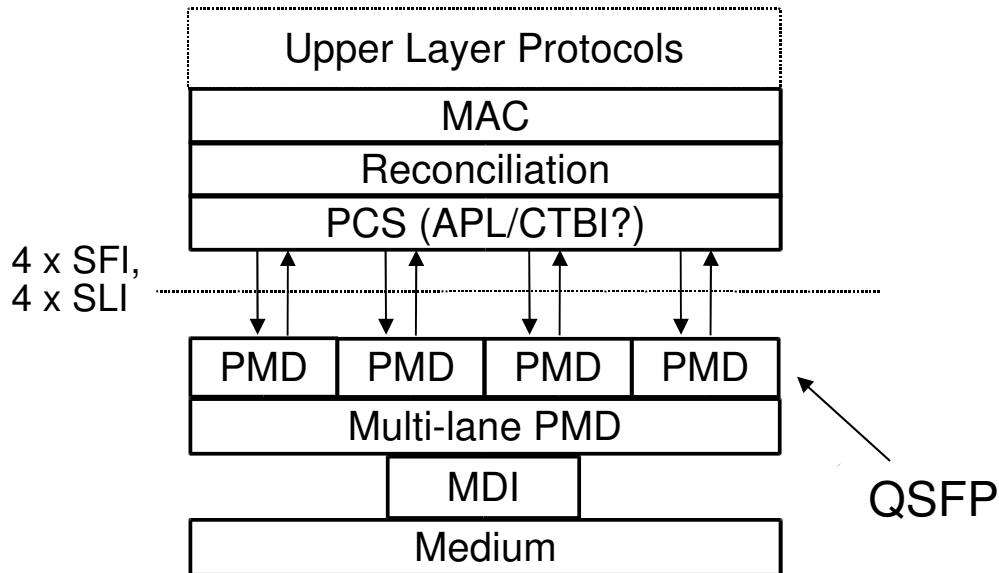 Upper Layer Protocols
MAC
Reconciliation
PCS (APL/CTBI?)
4 x SFI,
4 x SLI
PMD PMD PMD PMD
Multi-lane PMD
MDI
QSFP
Medium